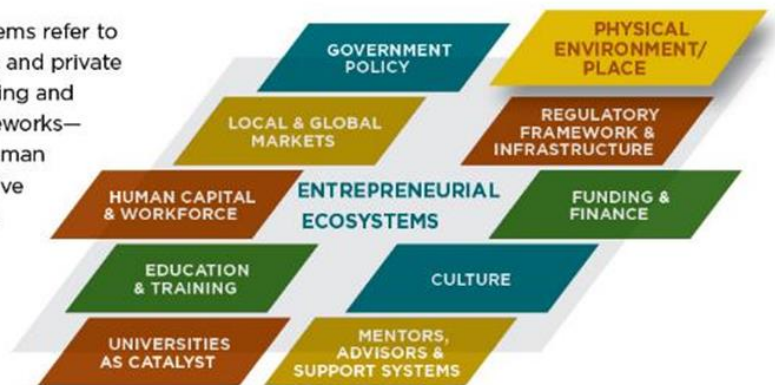 ems refer to
and private
ing and
eworks—
man
ve
GOVERNMENT
POLICY
PHYSICAL
ENVIRONMENT/
PLACE
LOCAL & GLOBAL
MARKETS
REGULATORY
FRAMEWORK &
INFRASTRUCTURE
HUMAN CAPITAL
& WORKFORCE
ENTREPRENEURIAL
ECOSYSTEMS
FUNDING &
FINANCE
EDUCATION
& TRAINING
CULTURE
UNIVERSITIES
AS CATALYST
MENTORS,
ADVISORS &
SUPPORT SYSTEMS